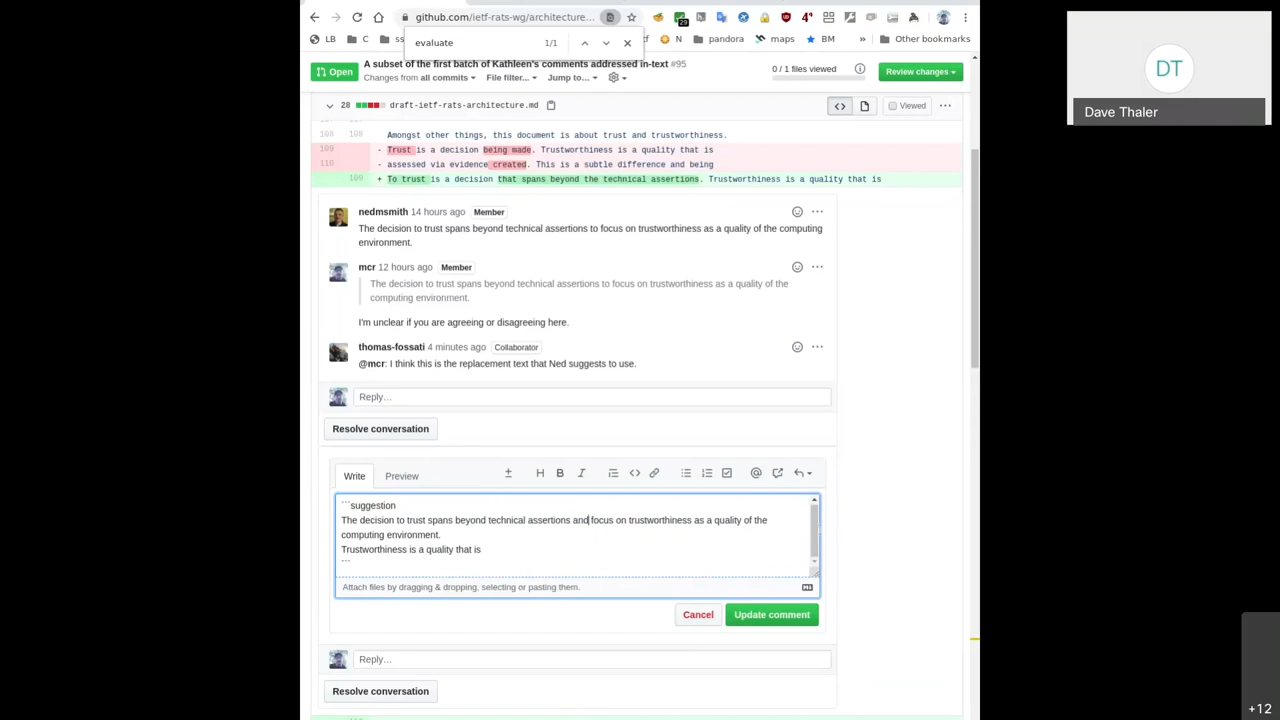 github.com/ietf-rats-wg/architecture...
29
4
LB
C
N
pandora
maps
BM
»
Other bookmarks
evaluate
1/1
Open
A subset of the first batch of Kathleen's comments addressed in-text #95
Changes from all commits
File filter...
Jump to...
0 / 1 files viewed
Review changes
28 draft-ietf-rats-architecture.md
Viewed
108 108 Amongst other things, this document is about trust and trustworthiness.
109 - Trust is a decision being made. Trustworthiness is a quality that is
110 - assessed via evidence created. This is a subtle difference and being
109 + To trust is a decision that spans beyond the technical assertions. Trustworthiness is a quality that is
nedmsmith 14 hours ago Member
The decision to trust spans beyond technical assertions to focus on trustworthiness as a quality of the computing
environment.
mcr 12 hours ago Member
The decision to trust spans beyond technical assertions to focus on trustworthiness as a quality of the
computing environment.
I'm unclear if you are agreeing or disagreeing here.
thomas-fossati 4 minutes ago Collaborator
@mcr: I think this is the replacement text that Ned suggests to use.
Reply...
Resolve conversation
Write
Preview
```suggestion
The decision to trust spans beyond technical assertions and focus on trustworthiness as a quality of the
computing environment.
Trustworthiness is a quality that is
```
Attach files by dragging & dropping, selecting or pasting them.
Cancel
Update comment
Reply...
Resolve conversation
DT
Dave Thaler
+12